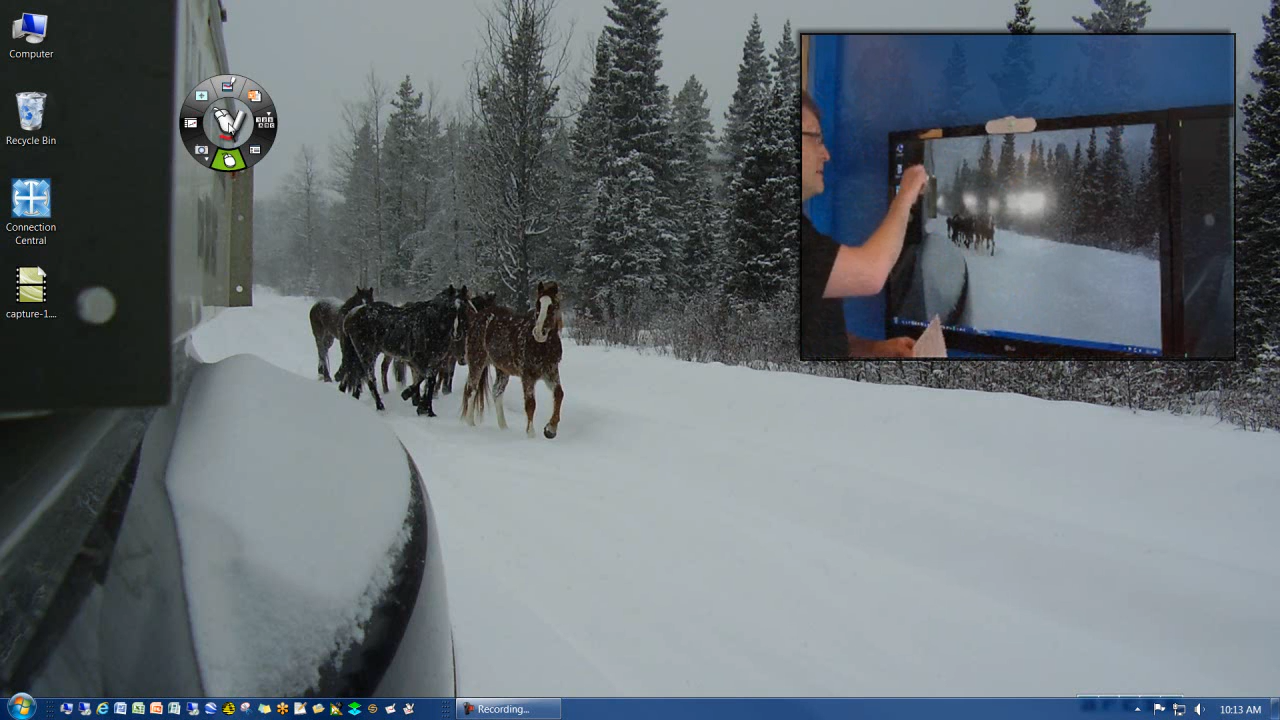 Computer
Recycle Bin
Connection
Central
capture-1....
Recording...
10:13 AM